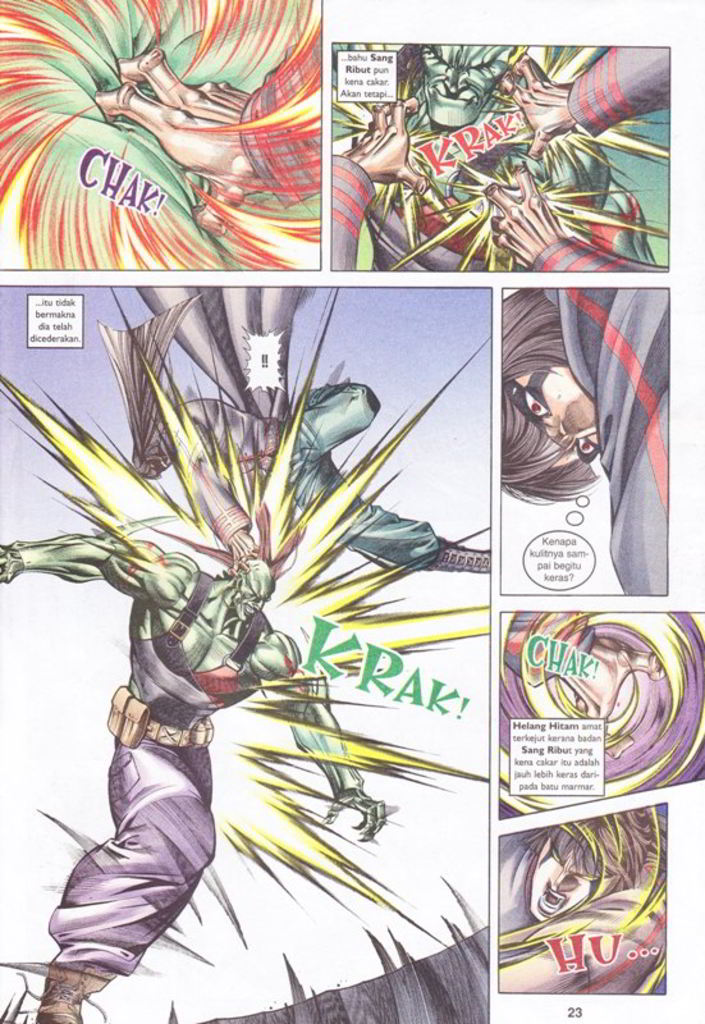 CHAK!
...bahu Sang
Ribut pun
kena cakar.
Akan tetapi...
KRAK!
...itu tidak
bermakna
dia telah
dicederakan.
!!
KRAK!
Kenapa
kulitnya sam-
pai begitu
keras?
CHAK!
Helang Hitam amat
terkejut kerana badan
Sang Ribut yang
kena cakar itu adalah
jauh lebih keras dari-
pada batu marmar.
HU...
23